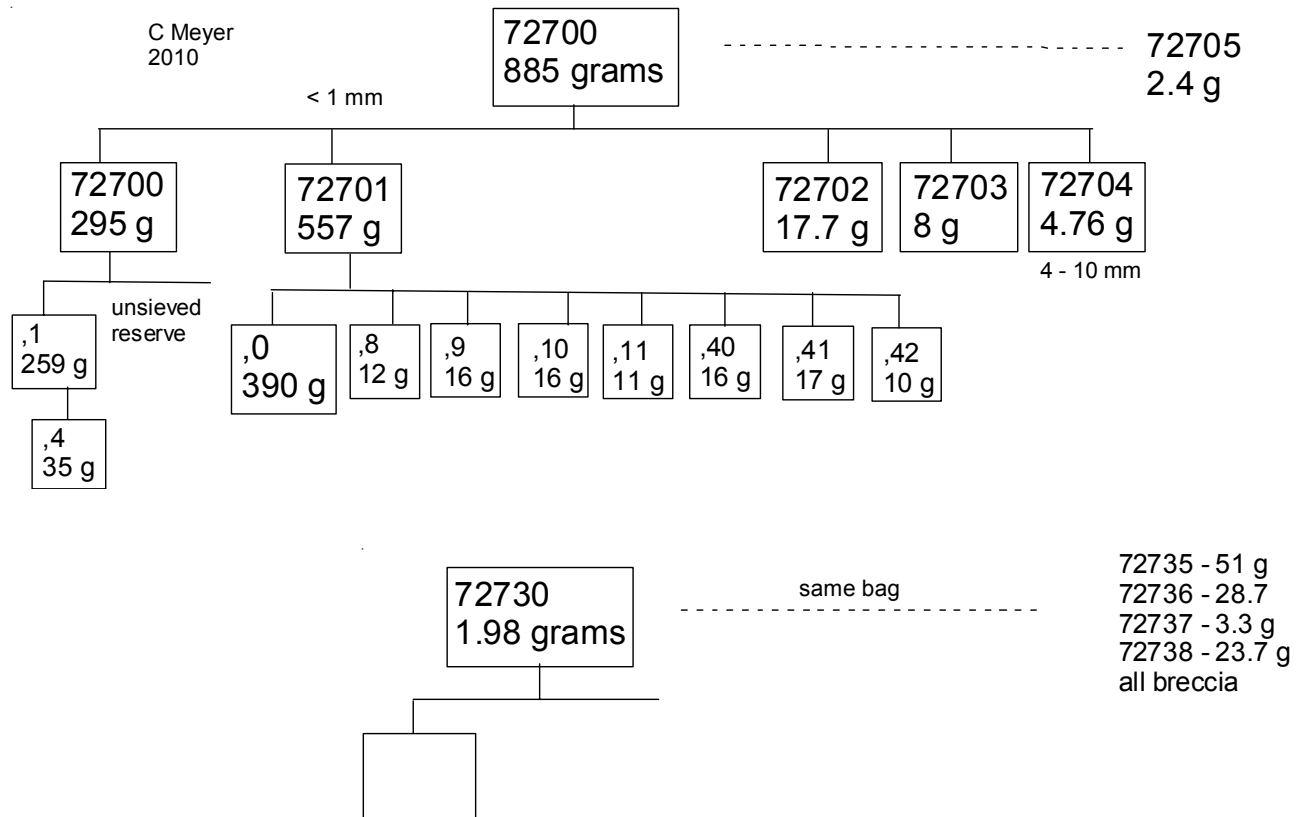 C Meyer
2010
72700
885 grams
72705
2.4 g
< 1 mm
72700
295 g
72701
557 g
72702
17.7 g
72703
8 g
72704
4.76 g
4 - 10 mm
unsieved
reserve
,1
259 g
,4
35 g
,0
390 g
,8
12 g
,9
16 g
,10
16 g
,11
11 g
,40
16 g
,41
17 g
,42
10 g
72730
1.98 grams
same bag
72735 - 51 g
72736 - 28.7
72737 - 3.3 g
72738 - 23.7 g
all breccia